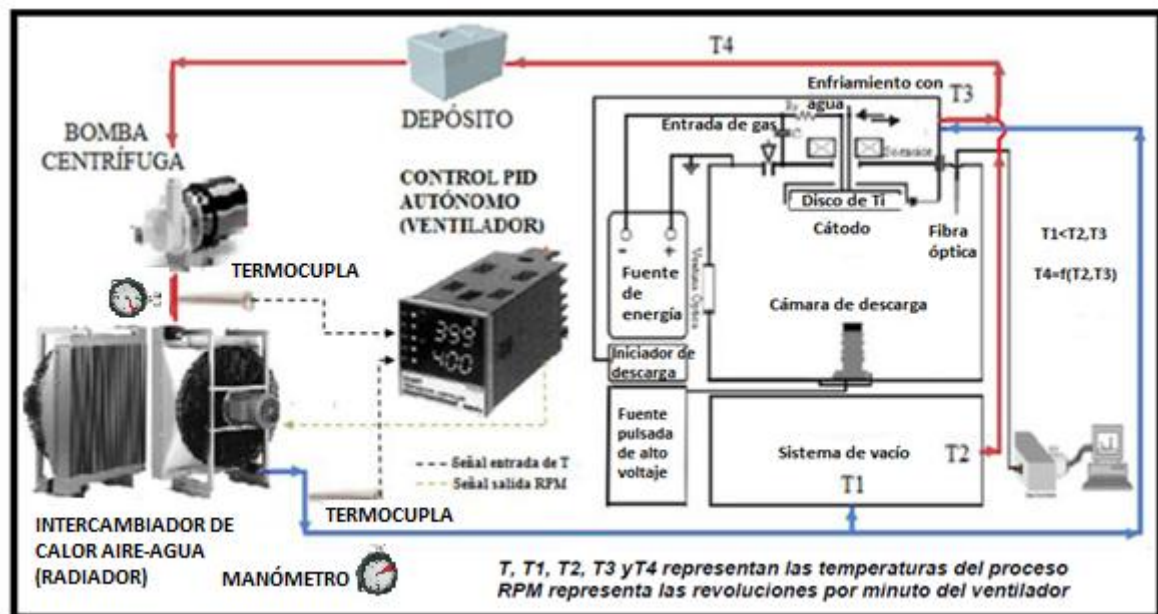 T4
DEPÓSITO
BOMBA
CENTRÍFUGA
CONTROL PID
AUTÓNOMO
(VENTILADOR)
TERMOCUPLA
399
400
Señal entrada de T
Señal salida RPM
TERMOCUPLA
INTERCAMBIADOR DE
CALOR AIRE-AGUA
(RADIADOR)
MANÓMETRO
Enfriamiento con
agua
T3
Entrada de gas
Disco de Ti
Cátodo
Fibra
óptica
- +
Fuente
de
energía
Ventana Óptica
Cámara de descarga
Iniciador de
descarga
Fuente
pulsada
de alto
voltaje
Sistema de vacío
T2
T1
T1<T2,T3
T4=f(T2,T3)
T, T1, T2, T3 yT4 representan las temperaturas del proceso
RPM representa las revoluciones por minuto del ventilador